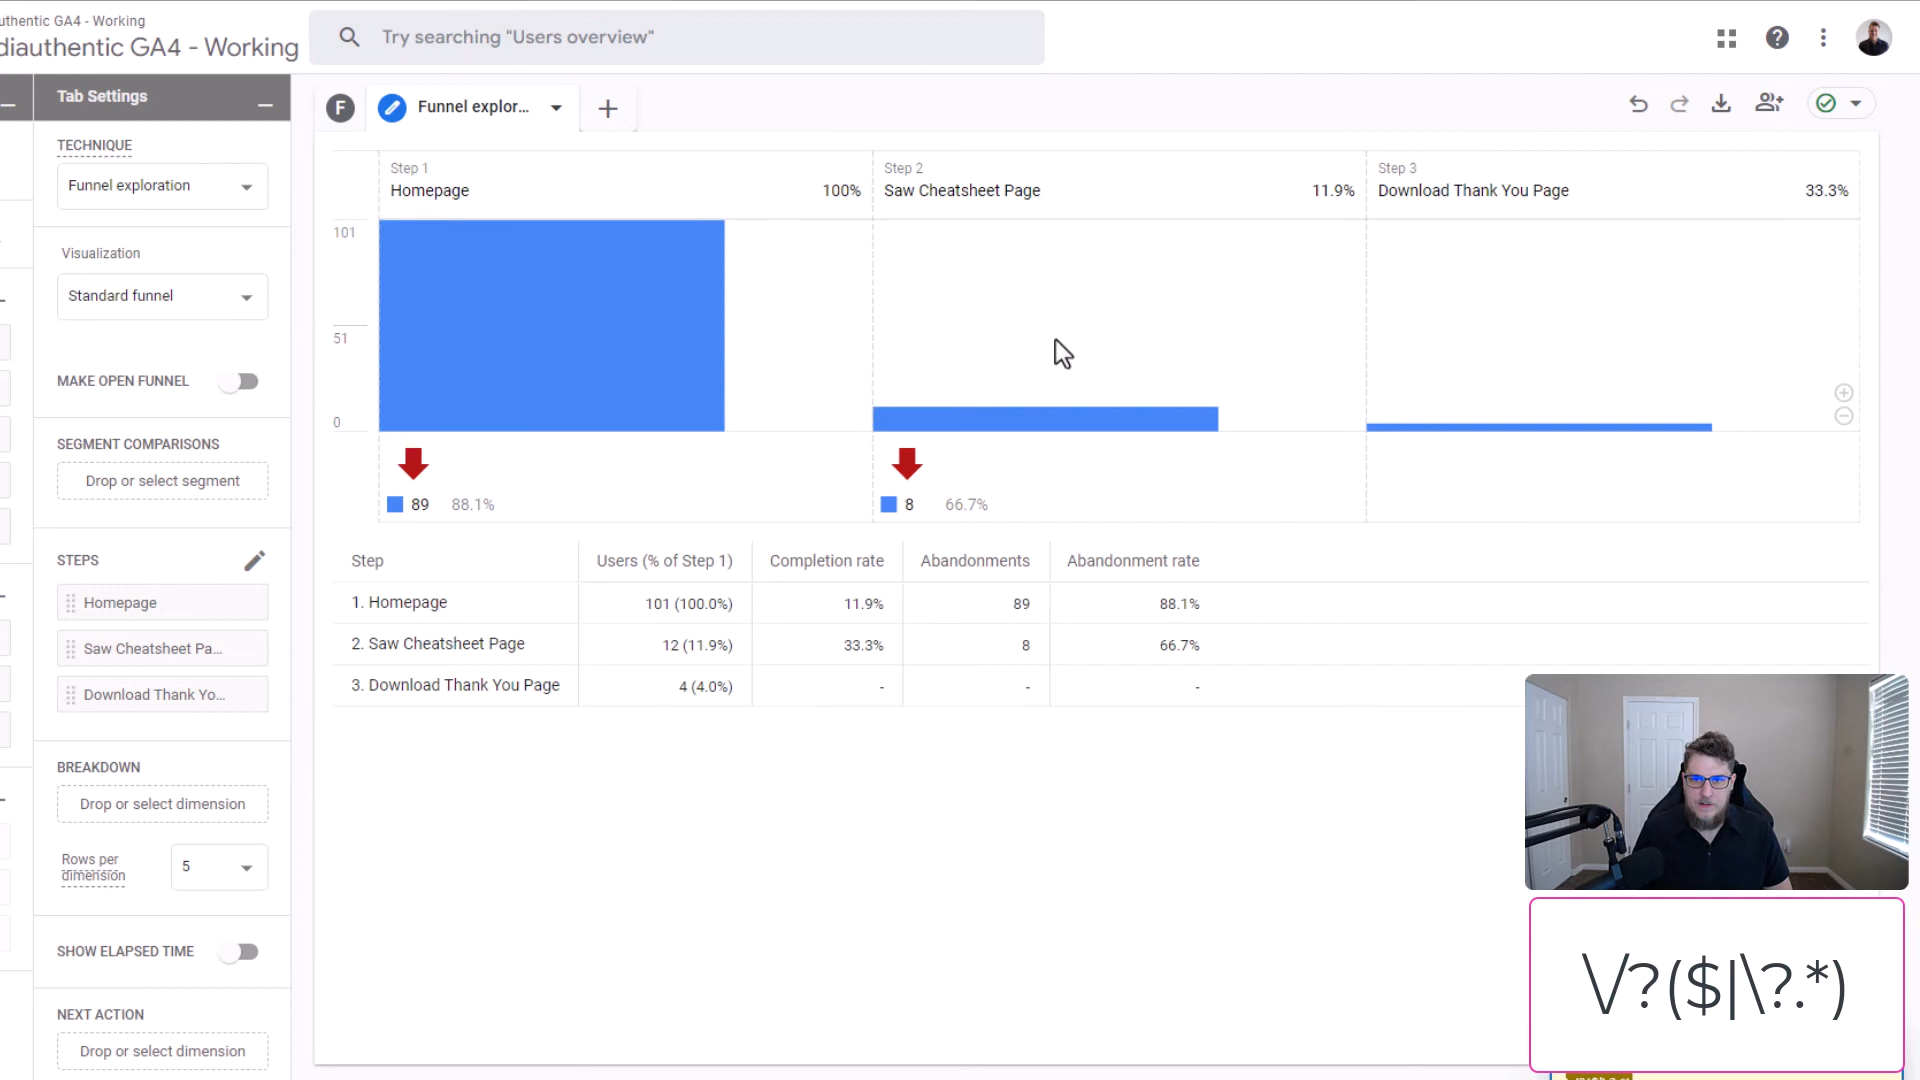 uthentic GA4 - Working
diauthentic GA4 - Working
Try searching "Users overview"
Tab Settings
F
Funnel explor...
TECHNIQUE
Funnel exploration
Visualization
Standard funnel
MAKE OPEN FUNNEL
SEGMENT COMPARISONS
Drop or select segment
STEPS
Homepage
Saw Cheatsheet Pa...
Download Thank Yo...
BREAKDOWN
Drop or select dimension
Rows per dimension
5
SHOW ELAPSED TIME
NEXT ACTION
Drop or select dimension
Step 1
Homepage 100%
Step 2
Saw Cheatsheet Page 11.9%
Step 3
Download Thank You Page 33.3%
101
51
0
89 88.1%
8 66.7%
Step Users (% of Step 1) Completion rate Abandonments Abandonment rate
1. Homepage 101 (100.0%) 11.9% 89 88.1%
2. Saw Cheatsheet Page 12 (11.9%) 33.3% 8 66.7%
3. Download Thank You Page 4 (4.0%) - - -
\/?($|\?.*)